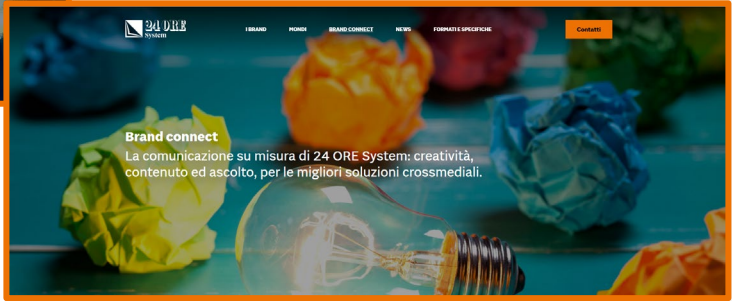 24 ORE
System
I BRAND
MONDI
BRAND CONNECT
NEWS
FORMATI E SPECIFICHE
Contatti
Brand connect
La comunicazione su misura di 24 ORE System: creatività,
contenuto ed ascolto, per le migliori soluzioni crossmediali.